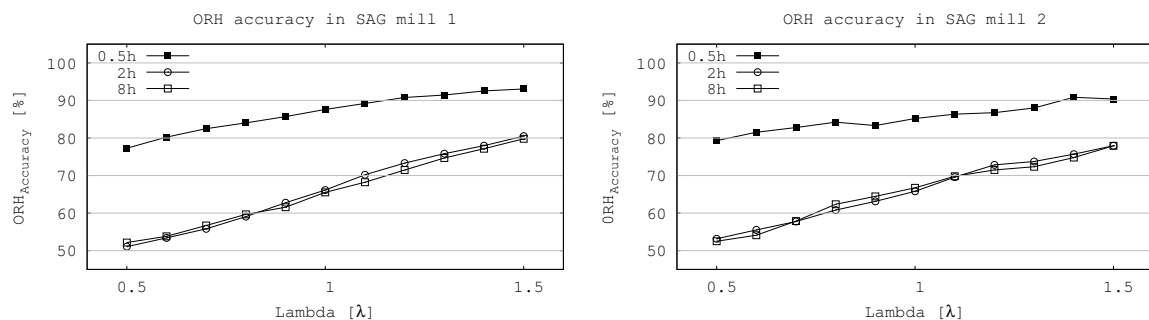 ORH accuracy in SAG mill 1
0.5h
2h
8h
100
90
80
70
60
50
ORH_Accuracy [%]
0.5 1 1.5
Lambda [λ]
ORH accuracy in SAG mill 2
0.5h
2h
8h
100
90
80
70
60
50
0RH_Accuracy [%]
0.5 1 1.5
Lambda [λ]